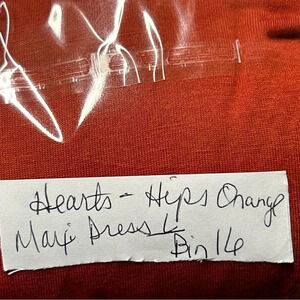 Hearts - Hips Orange
Maxi Dress L
Bin 16